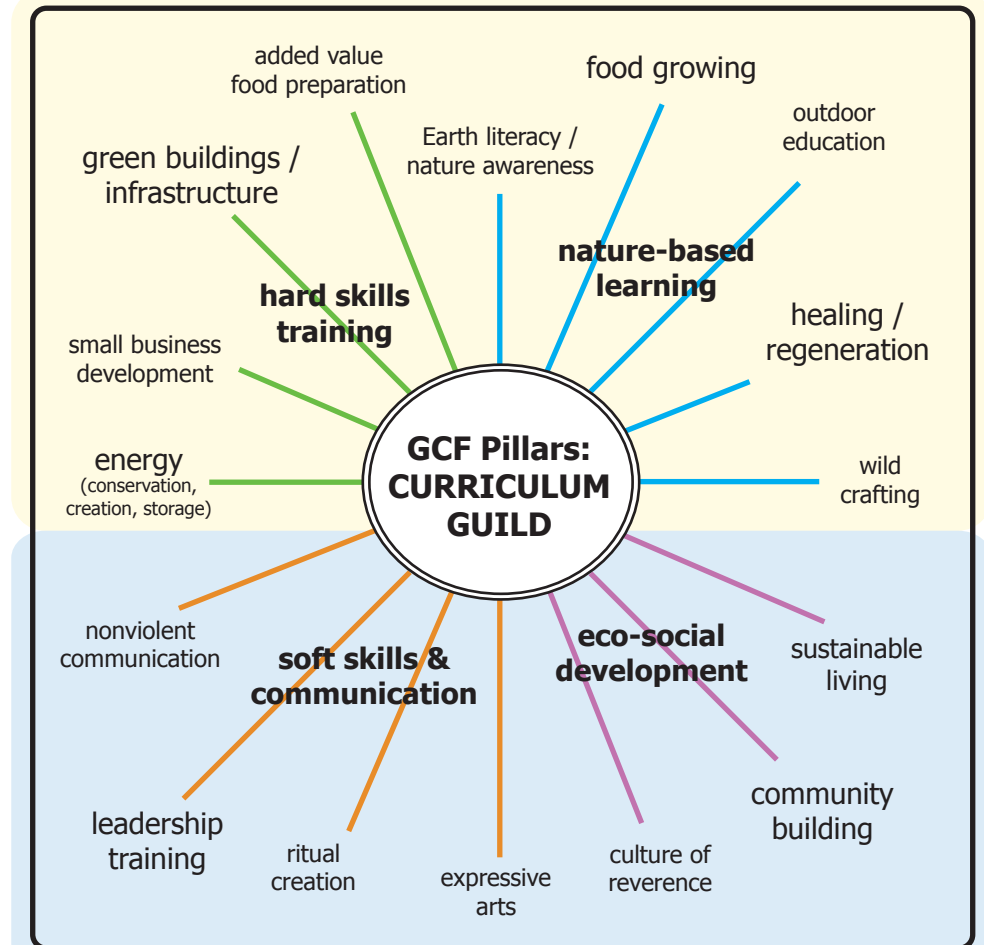 added value
food preparation
food growing
Earth literacy /
nature awareness
outdoor
education
green buildings /
infrastructure
nature-based
learning
hard skills
training
healing /
regeneration
small business
development
GCF Pillars:
CURRICULUM
GUILD
energy
(conservation,
creation, storage)
wild
crafting
nonviolent
communication
soft skills &
communication
eco-social
development
sustainable
living
leadership
training
ritual
creation
expressive
arts
culture of
reverence
community
building